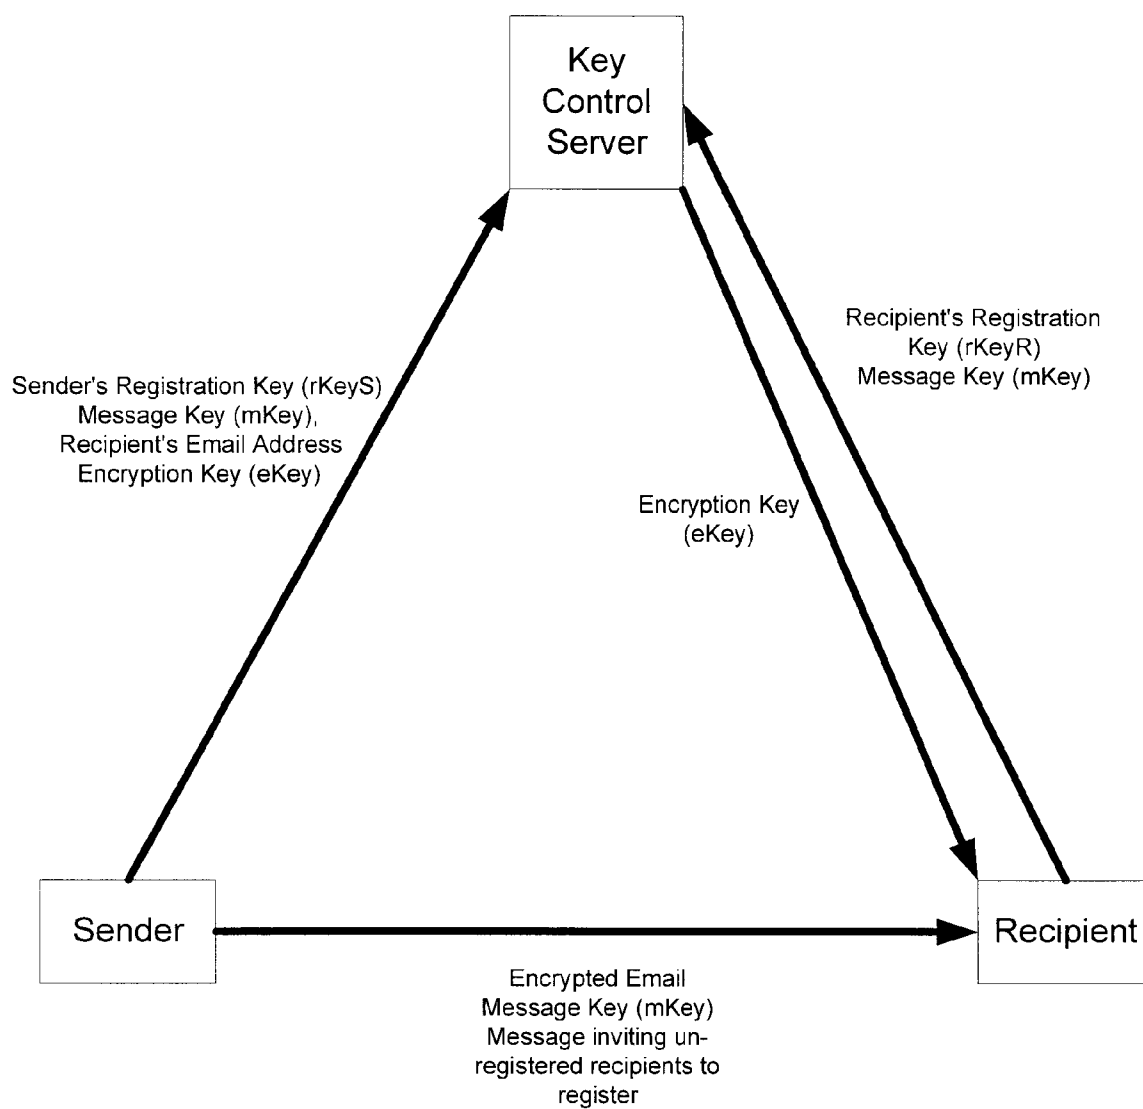 Key
Control
Server
Recipient's Registration
Key (rKeyR)
Message Key (mKey)
Sender's Registration Key (rKeyS)
Message Key (mKey),
Recipient's Email Address
Encryption Key (eKey)
Encryption Key
(eKey)
Sender
Recipient
Encrypted Email
Message Key (mKey)
Message inviting un-
registered recipients to
register